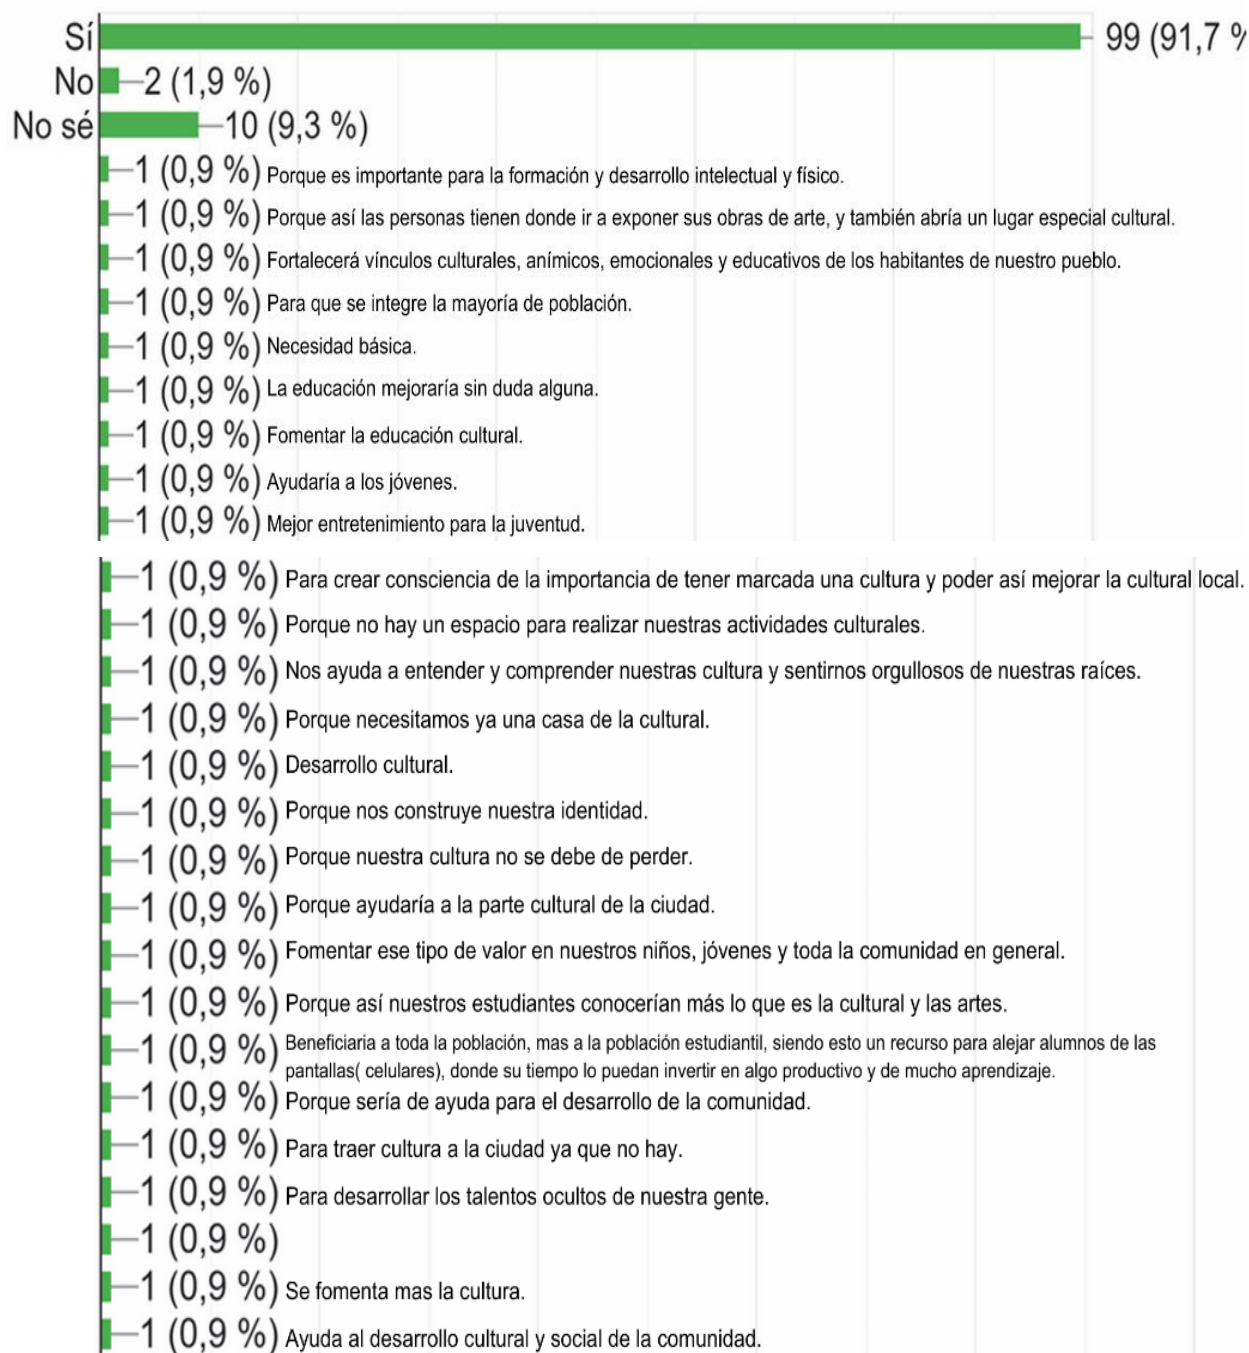 Sí 99 (91,7 %
No 2 (1,9 %)
No sé 10 (9,3 %)
1 (0,9 %) Porque es importante para la formación y desarrollo intelectual y físico.
1 (0,9 %) Porque así las personas tienen donde ir a exponer sus obras de arte, y también abría un lugar especial cultural.
1 (0,9 %) Fortalecerá vínculos culturales, anímicos, emocionales y educativos de los habitantes de nuestro pueblo.
1 (0,9 %) Para que se integre la mayoría de población.
1 (0,9 %) Necesidad básica.
1 (0,9 %) La educación mejoraría sin duda alguna.
1 (0,9 %) Fomentar la educación cultural.
1 (0,9 %) Ayudaría a los jóvenes.
1 (0,9 %) Mejor entretenimiento para la juventud.
1 (0,9 %) Para crear consciencia de la importancia de tener marcada una cultura y poder así mejorar la cultural local.
1 (0,9 %) Porque no hay un espacio para realizar nuestras actividades culturales.
1 (0,9 %) Nos ayuda a entender y comprender nuestras cultura y sentirnos orgullosos de nuestras raíces.
1 (0,9 %) Porque necesitamos ya una casa de la cultural.
1 (0,9 %) Desarrollo cultural.
1 (0,9 %) Porque nos construye nuestra identidad.
1 (0,9 %) Porque nuestra cultura no se debe de perder.
1 (0,9 %) Porque ayudaría a la parte cultural de la ciudad.
1 (0,9 %) Fomentar ese tipo de valor en nuestros niños, jóvenes y toda la comunidad en general.
1 (0,9 %) Porque así nuestros estudiantes conocerían más lo que es la cultural y las artes.
1 (0,9 %) Beneficiaria a toda la población, mas a la población estudiantil, siendo esto un recurso para alejar alumnos de las
pantallas( celulares), donde su tiempo lo puedan invertir en algo productivo y de mucho aprendizaje.
1 (0,9 %) Porque sería de ayuda para el desarrollo de la comunidad.
1 (0,9 %) Para traer cultura a la ciudad ya que no hay.
1 (0,9 %) Para desarrollar los talentos ocultos de nuestra gente.
1 (0,9 %)
1 (0,9 %) Se fomenta mas la cultura.
1 (0,9 %) Ayuda al desarrollo cultural y social de la comunidad.